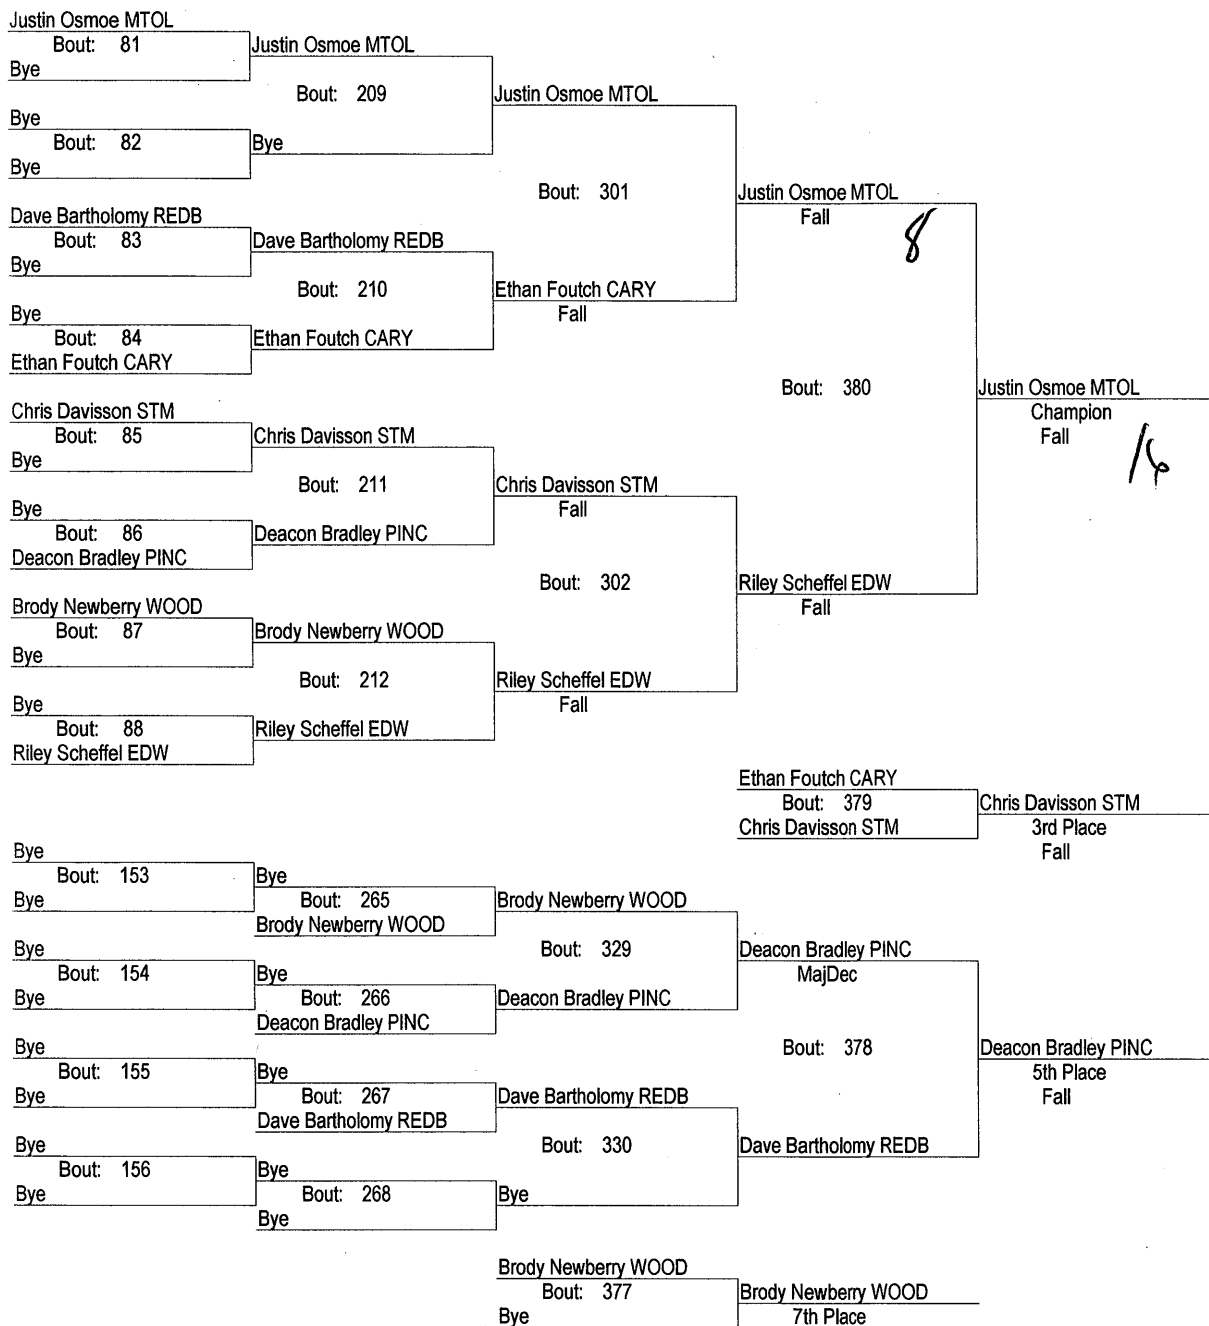 Justin Osmoe MTOL
Bout: 81
Bye
Justin Osmoe MTOL
Bout: 209
Bye
Bout: 82
Bye
Bye
Justin Osmoe MTOL
Bout: 301
Dave Bartholomy REDB
Bout: 83
Bye
Dave Bartholomy REDB
Bout: 210
Bye
Bout: 84
Ethan Foutch CARY
Ethan Foutch CARY
Ethan Foutch CARY
Fall
Justin Osmoe MTOL
Fall
8
Bout: 380
Chris Davisson STM
Bout: 85
Bye
Chris Davisson STM
Bout: 211
Bye
Bout: 86
Deacon Bradley PINC
Deacon Bradley PINC
Chris Davisson STM
Fall
Bout: 302
Brody Newberry WOOD
Bout: 87
Bye
Brody Newberry WOOD
Bout: 212
Bye
Bout: 88
Riley Scheffel EDW
Riley Scheffel EDW
Riley Scheffel EDW
Fall
Riley Scheffel EDW
Fall
Justin Osmoe MTOL
Champion
Fall
16
Ethan Foutch CARY
Bout: 379
Chris Davisson STM
Chris Davisson STM
3rd Place
Fall
Bye
Bout: 153
Bye
Bye
Bout: 265
Brody Newberry WOOD
Brody Newberry WOOD
Bout: 329
Bye
Bout: 154
Bye
Bye
Bout: 266
Deacon Bradley PINC
Deacon Bradley PINC
Deacon Bradley PINC
MajDec
Bout: 378
Bye
Bout: 155
Bye
Bye
Bout: 267
Dave Bartholomy REDB
Dave Bartholomy REDB
Bout: 330
Bye
Bout: 156
Bye
Bye
Bout: 268
Bye
Bye
Dave Bartholomy REDB
Deacon Bradley PINC
5th Place
Fall
Brody Newberry WOOD
Bout: 377
Bye
Brody Newberry WOOD
7th Place